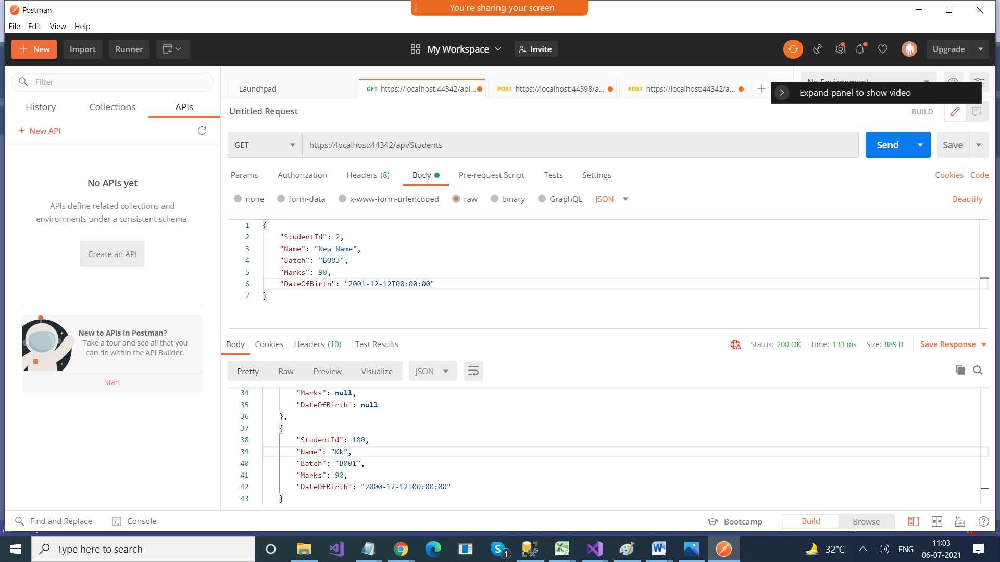 Postman
You're sharing your screen
File Edit View Help
New
Import
Runner
My Workspace
Invite
Upgrade
Filter
History Collections APIs
+ New API
No APIs yet
APIs define related collections and
environments under a consistent schema.
Create an API
New to APIs in Postman?
Take a tour and see all that you
can do within the API Builder.
Start
Launchpad
GET https://localhost:44342/api...
POST https://localhost:44398/a...
POST https://localhost:44342/a...
No Environment
Expand panel to show video
Untitled Request
BUILD
GET
https://localhost:44342/api/Students
Send
Save
Params Authorization Headers (8) Body Pre-request Script Tests Settings
Cookies Code
none form-data x-www-form-urlencoded raw binary GraphQL JSON
Beautify
1 {
2 "StudentId": 2,
3 "Name": "New Name",
4 "Batch": "B003",
5 "Marks": 90,
6 "DateOfBirth": "2001-12-12T00:00:00"
7 }
Body Cookies Headers (10) Test Results
Status: 200 OK Time: 133 ms Size: 889 B
Save Response
Pretty Raw Preview Visualize JSON
34 "Marks": null,
35 "DateOfBirth": null
36 },
37 {
38 "StudentId": 100,
39 "Name": "Kk",
40 "Batch": "B001",
41 "Marks": 90,
42 "DateOfBirth": "2000-12-12T00:00:00"
43 }
Find and Replace
Console
Bootcamp
Build
Browse
Type here to search
1
32°C
ENG
11:03
06-07-2021